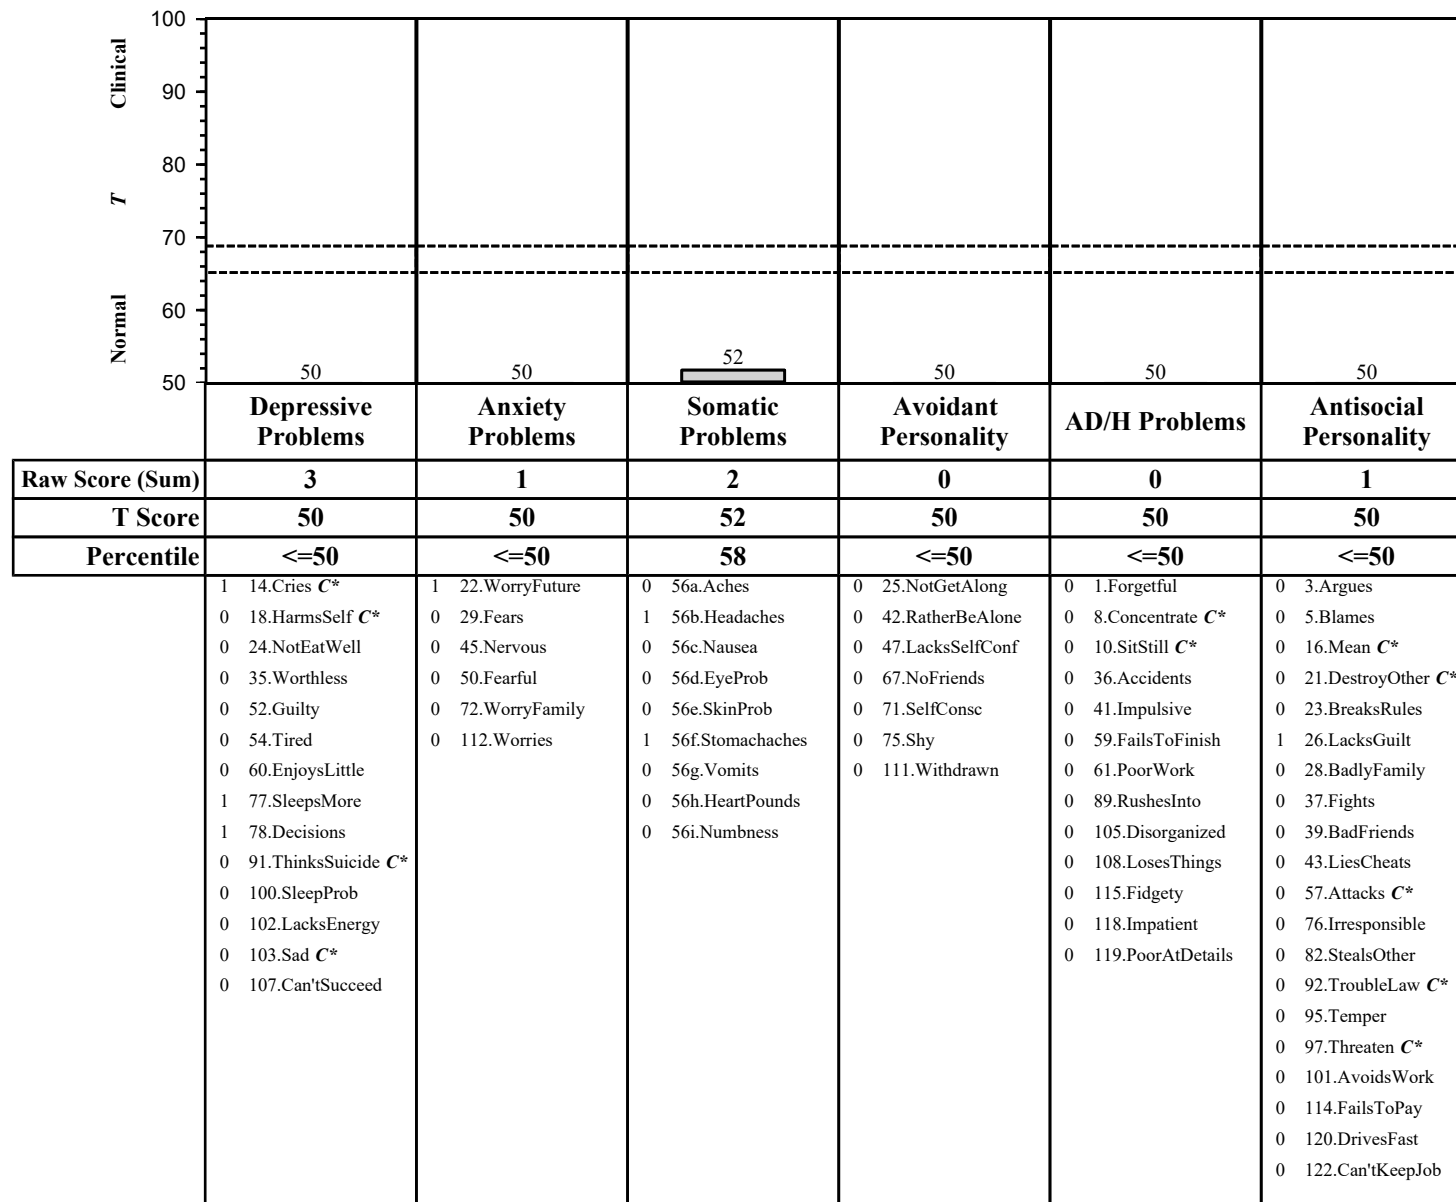 100
Clinical
90
80
T
70
60
Normal
50
50 50 52 50 50 50
Depressive Problems Anxiety Problems Somatic Problems Avoidant Personality AD/H Problems Antisocial Personality
Raw Score (Sum) 3 1 2 0 0 1
T Score 50 50 52 50 50 50
Percentile <=50 <=50 58 <=50 <=50 <=50
1 14.Cries C*
0 18.HarmsSelf C*
0 24.NotEatWell
0 35.Worthless
0 52.Guilty
0 54.Tired
0 60.EnjoysLittle
1 77.SleepsMore
1 78.Decisions
0 91.ThinksSuicide C*
0 100.SleepProb
0 102.LacksEnergy
0 103.Sad C*
0 107.Can'tSucceed
1 22.WorryFuture
0 29.Fears
0 45.Nervous
0 50.Fearful
0 72.WorryFamily
0 112.Worries
0 56a.Aches
1 56b.Headaches
0 56c.Nausea
0 56d.EyeProb
0 56e.SkinProb
1 56f.Stomachaches
0 56g.Vomits
0 56h.HeartPounds
0 56i.Numbness
0 25.NotGetAlong
0 42.RatherBeAlone
0 47.LacksSelfConf
0 67.NoFriends
0 71.SelfConsc
0 75.Shy
0 111.Withdrawn
0 1.Forgetful
0 8.Concentrate C*
0 10.SitStill C*
0 36.Accidents
0 41.Impulsive
0 59.FailsToFinish
0 61.PoorWork
0 89.RushesInto
0 105.Disorganized
0 108.LosesThings
0 115.Fidgety
0 118.Impatient
0 119.PoorAtDetails
0 3.Argues
0 5.Blames
0 16.Mean C*
0 21.DestroyOther C*
0 23.BreaksRules
1 26.LacksGuilt
0 28.BadlyFamily
0 37.Fights
0 39.BadFriends
0 43.LiesCheats
0 57.Attacks C*
0 76.Irresponsible
0 82.StealsOther
0 92.TroubleLaw C*
0 95.Temper
0 97.Threaten C*
0 101.AvoidsWork
0 114.FailsToPay
0 120.DrivesFast
0 122.Can'tKeepJob